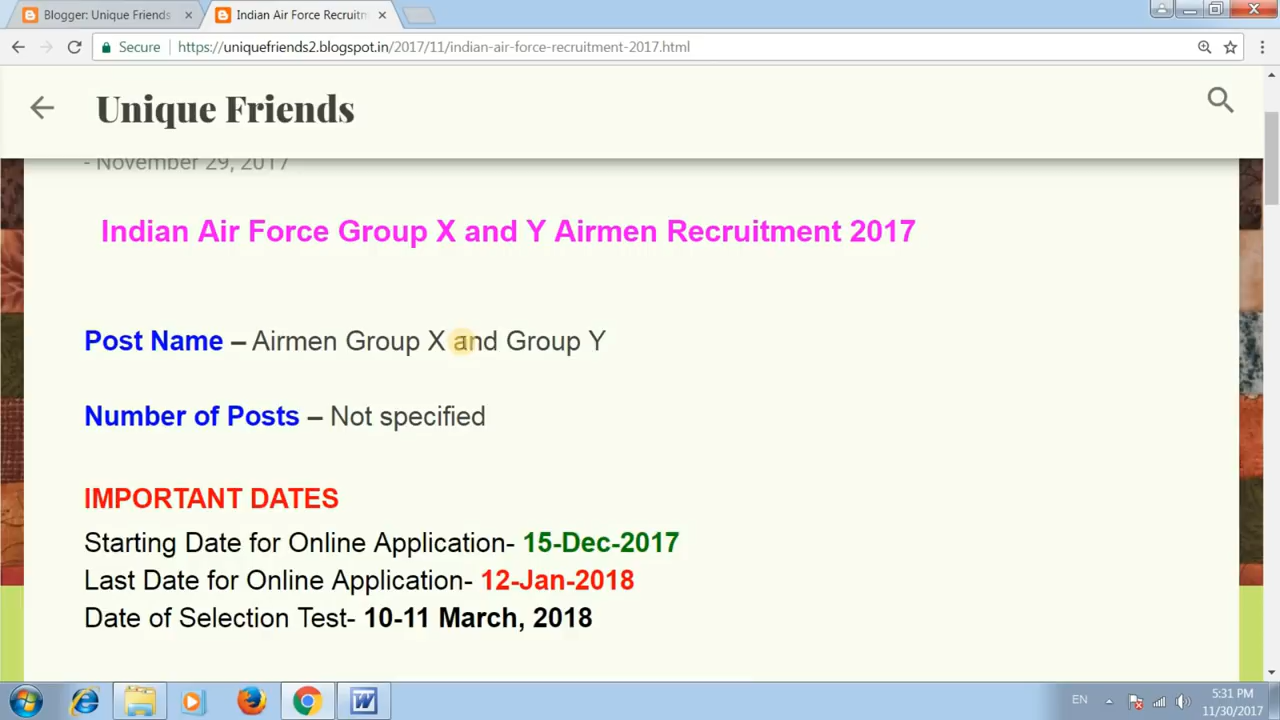 Blogger: Unique Friends
Indian Air Force Recruitm
Secure
https://uniquefriends2.blogspot.in/2017/11/indian-air-force-recruitment-2017.html
Unique Friends
- November 29, 2017
Indian Air Force Group X and Y Airmen Recruitment 2017
Post Name – Airmen Group X and Group Y
Number of Posts – Not specified
IMPORTANT DATES
Starting Date for Online Application- 15-Dec-2017
Last Date for Online Application- 12-Jan-2018
Date of Selection Test- 10-11 March, 2018
EN
5:31 PM
11/30/2017